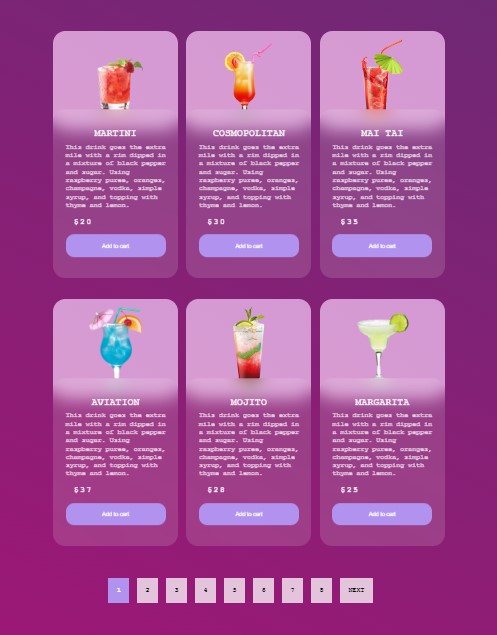 MARTINI
This drink goes the extra
mile with a rim dipped in
a mixture of black pepper
and sugar. Using
raspberry puree, oranges,
champagne, vodka, simple
syrup, and topping with
thyme and lemon.
$20
Add to cart
COSMOPOLITAN
This drink goes the extra
mile with a rim dipped in
a mixture of black pepper
and sugar. Using
raspberry puree, oranges,
champagne, vodka, simple
syrup, and topping with
thyme and lemon.
$30
Add to cart
MAI TAI
This drink goes the extra
mile with a rim dipped in
a mixture of black pepper
and sugar. Using
raspberry puree, oranges,
champagne, vodka, simple
syrup, and topping with
thyme and lemon.
$35
Add to cart
AVIATION
This drink goes the extra
mile with a rim dipped in
a mixture of black pepper
and sugar. Using
raspberry puree, oranges,
champagne, vodka, simple
syrup, and topping with
thyme and lemon.
$37
Add to cart
MOJITO
This drink goes the extra
mile with a rim dipped in
a mixture of black pepper
and sugar. Using
raspberry puree, oranges,
champagne, vodka, simple
syrup, and topping with
thyme and lemon.
$28
Add to cart
MARGARITA
This drink goes the extra
mile with a rim dipped in
a mixture of black pepper
and sugar. Using
raspberry puree, oranges,
champagne, vodka, simple
syrup, and topping with
thyme and lemon.
$25
Add to cart
1 2 3 4 5 6 7 8 NEXT